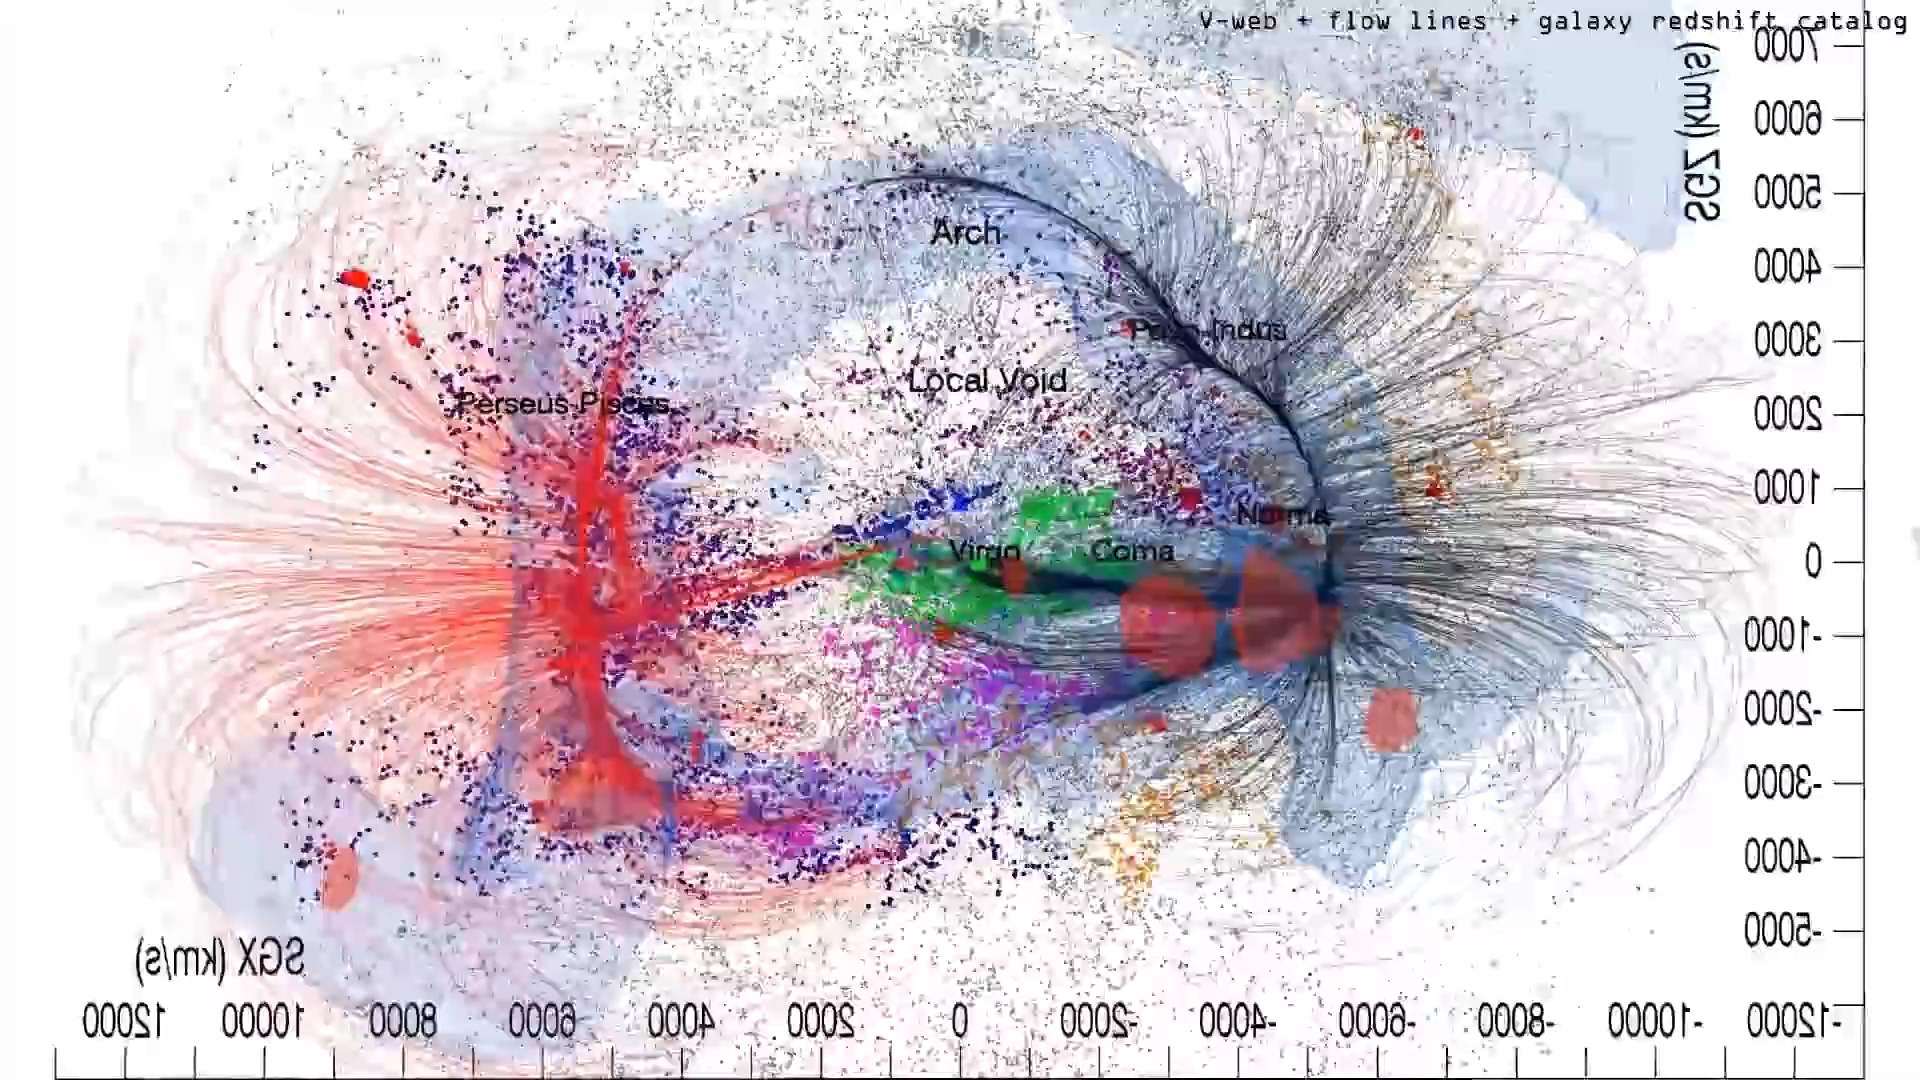 V-web + flow lines + galaxy redshift catalog
7000
SGZ (km/s)
6000
5000
Arch
4000
Pavo-Indus
3000
Local Void
Perseus-Pisces
2000
1000
Norma
Virgo
Coma
0
-1000
-2000
-3000
-4000
-5000
SGX (km/s)
12000 10000 8000 6000 4000 2000 0 -2000 -4000 -6000 -8000 -10000 -12000